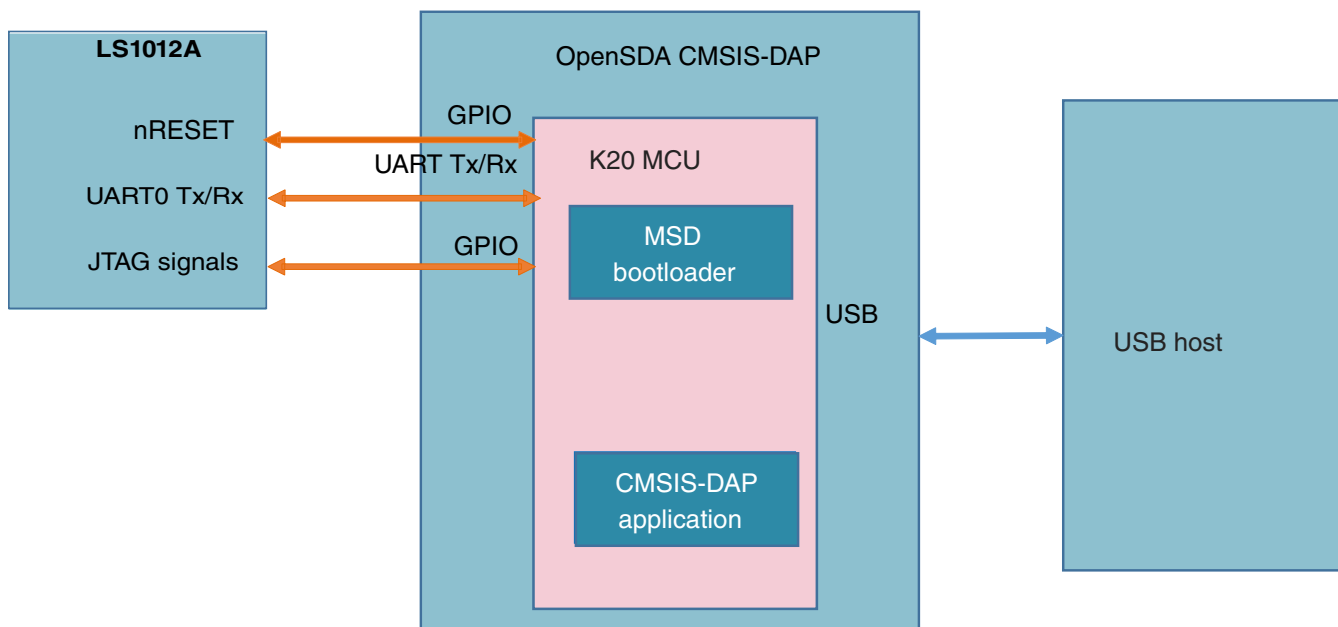 LS1012A
nRESET
UART0 Tx/Rx
JTAG signals
OpenSDA CMSIS-DAP
GPIO
UART Tx/Rx
GPIO
K20 MCU
MSD
bootloader
CMSIS-DAP
application
USB
USB host